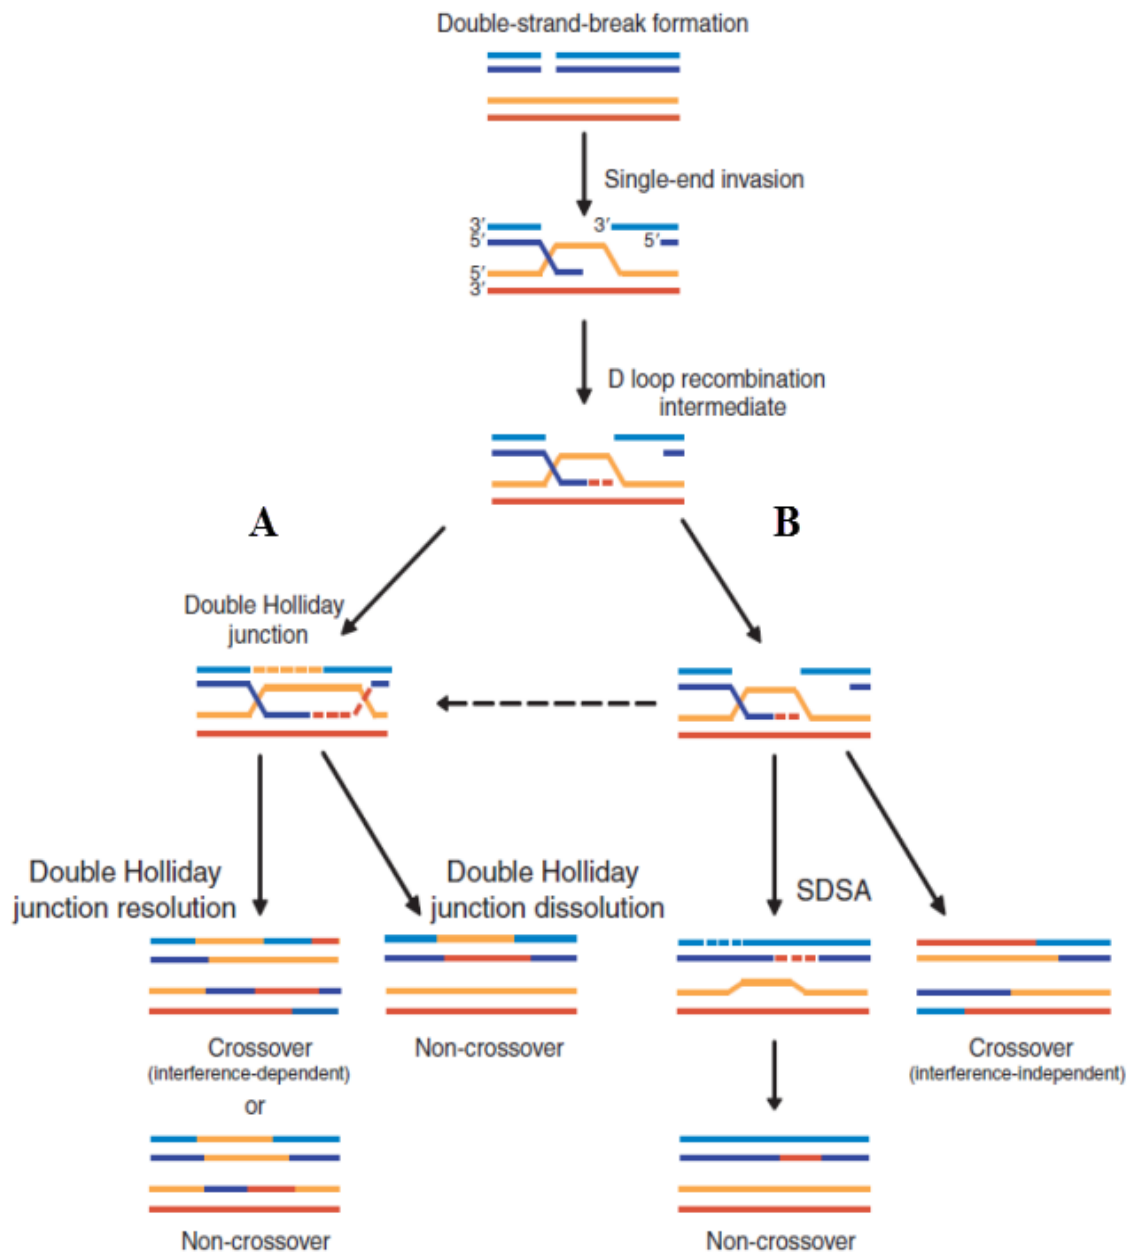 Double-strand-break formation
Single-end invasion
3′
3′
5′
5′
5′
3′
D loop recombination
intermediate
A
B
Double Holliday
junction
Double Holliday
junction resolution
Double Holliday
junction dissolution
SDSA
Crossover
(interference-dependent)
or
Non-crossover
Crossover
(interference-independent)
Non-crossover
Non-crossover